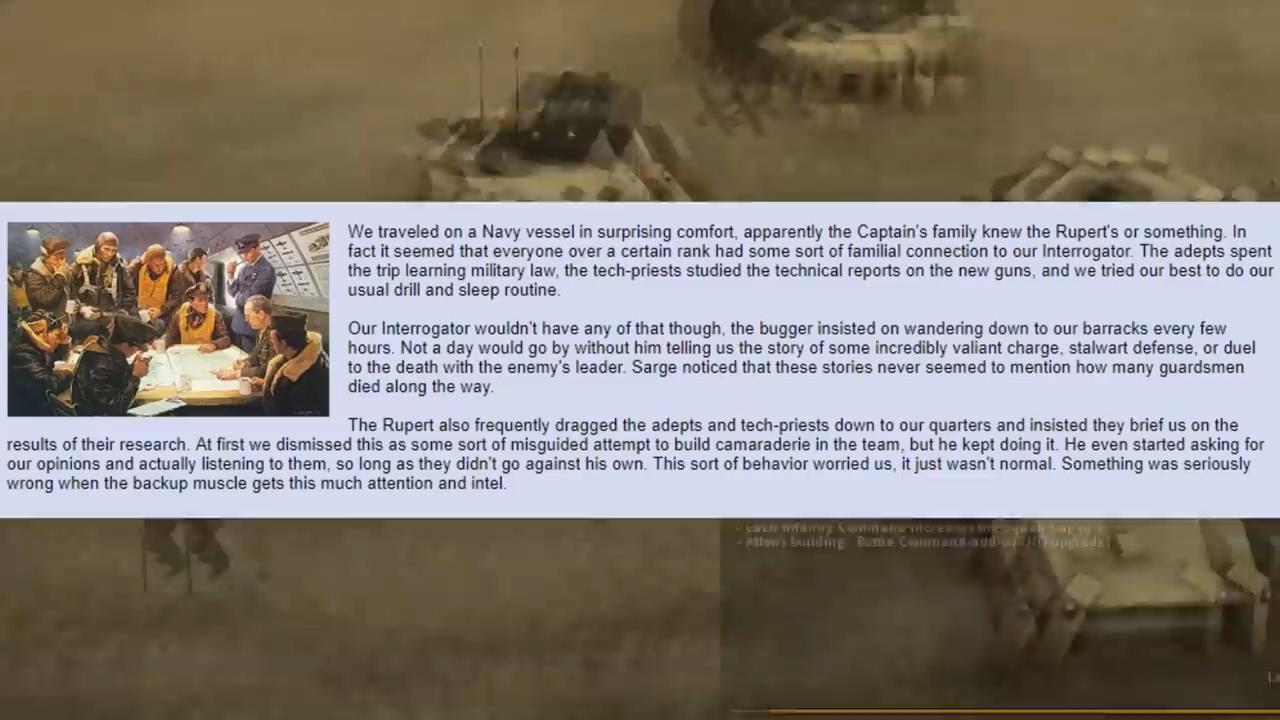 We traveled on a Navy vessel in surprising comfort, apparently the Captain's family knew the Rupert's or something. In
fact it seemed that everyone over a certain rank had some sort of familial connection to our Interrogator. The adepts spent
the trip learning military law, the tech-priests studied the technical reports on the new guns, and we tried our best to do our
usual drill and sleep routine.
Our Interrogator wouldn't have any of that though, the bugger insisted on wandering down to our barracks every few
hours. Not a day would go by without him telling us the story of some incredibly valiant charge, stalwart defense, or duel
to the death with the enemy's leader. Sarge noticed that these stories never seemed to mention how many guardsmen
died along the way.
The Rupert also frequently dragged the adepts and tech-priests down to our quarters and insisted they brief us on the
results of their research. At first we dismissed this as some sort of misguided attempt to build camaraderie in the team, but he kept doing it. He even started asking for
our opinions and actually listening to them, so long as they didn't go against his own. This sort of behavior worried us, it just wasn't normal. Something was seriously
wrong when the backup muscle gets this much attention and intel.
- Each Infantry Command
- Allows building